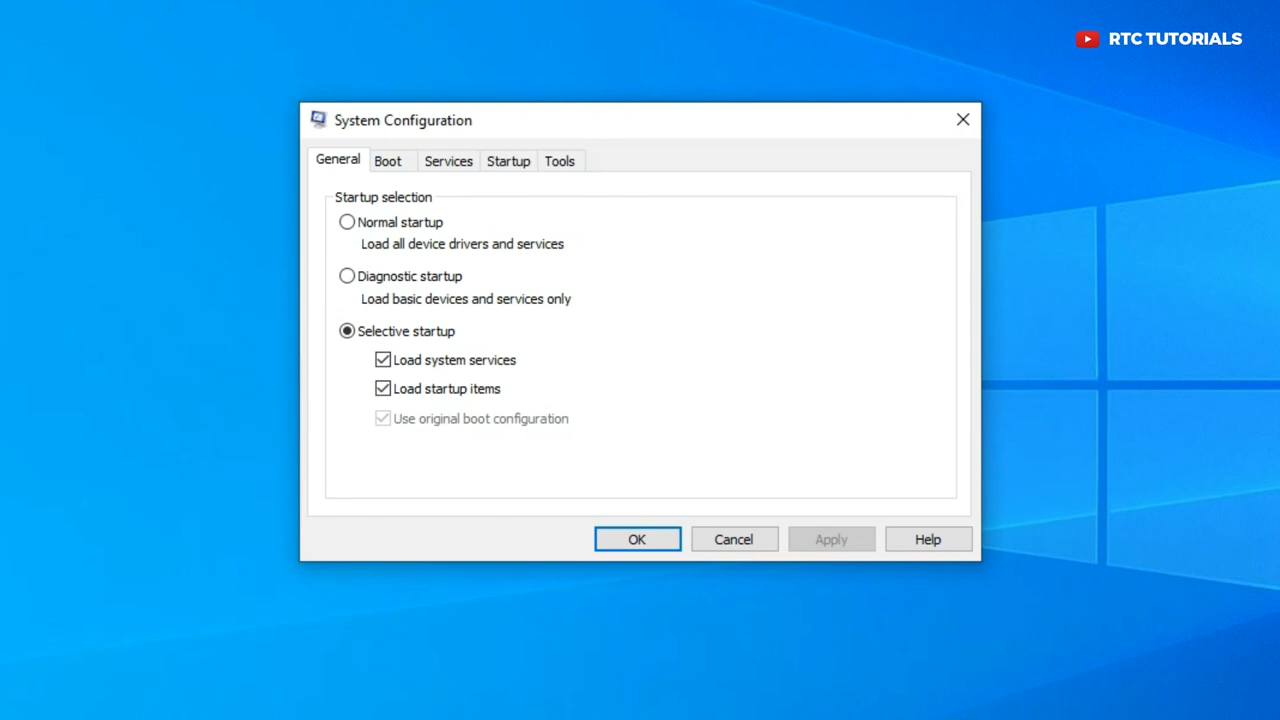 RTC TUTORIALS
System Configuration
General Boot Services Startup Tools
Startup selection
Normal startup
Load all device drivers and services
Diagnostic startup
Load basic devices and services only
Selective startup
Load system services
Load startup items
Use original boot configuration
OK Cancel Apply Help